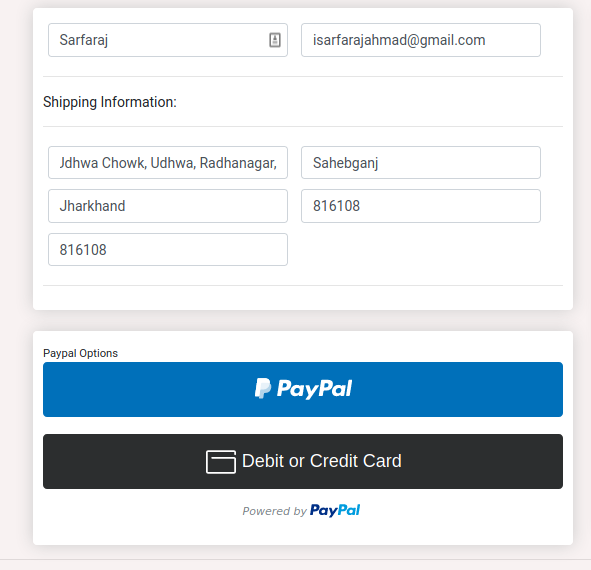 Sarfaraj
isarfarajahmad@gmail.com
Shipping Information:
Jdhwa Chowk, Udhwa, Radhanagar,
Sahebganj
Jharkhand
816108
816108
Paypal Options
PayPal
Debit or Credit Card
Powered by PayPal